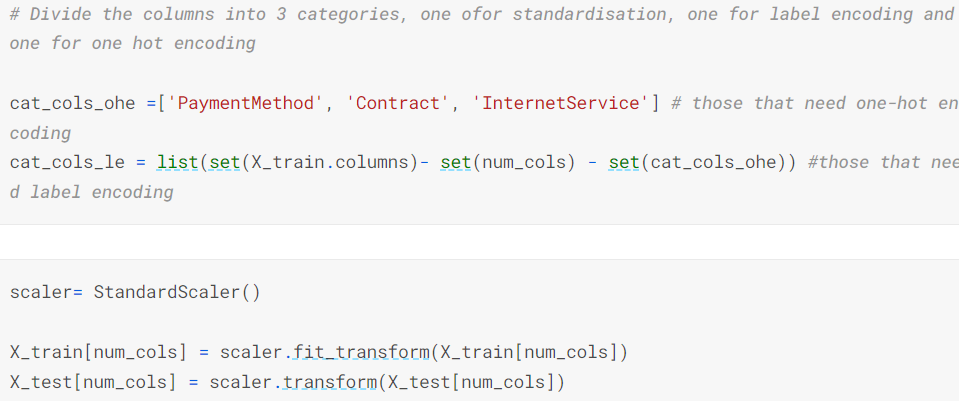 # Divide the columns into 3 categories, one ofor standardisation, one for label encoding and
one for one hot encoding
cat_cols_ohe =['PaymentMethod', 'Contract', 'InternetService'] # those that need one-hot en
coding
cat_cols_le = list(set(X_train.columns)- set(num_cols) - set(cat_cols_ohe)) #those that nee
d label encoding
scaler= StandardScaler()
X_train[num_cols] = scaler.fit_transform(X_train[num_cols])
X_test[num_cols] = scaler.transform(X_test[num_cols])